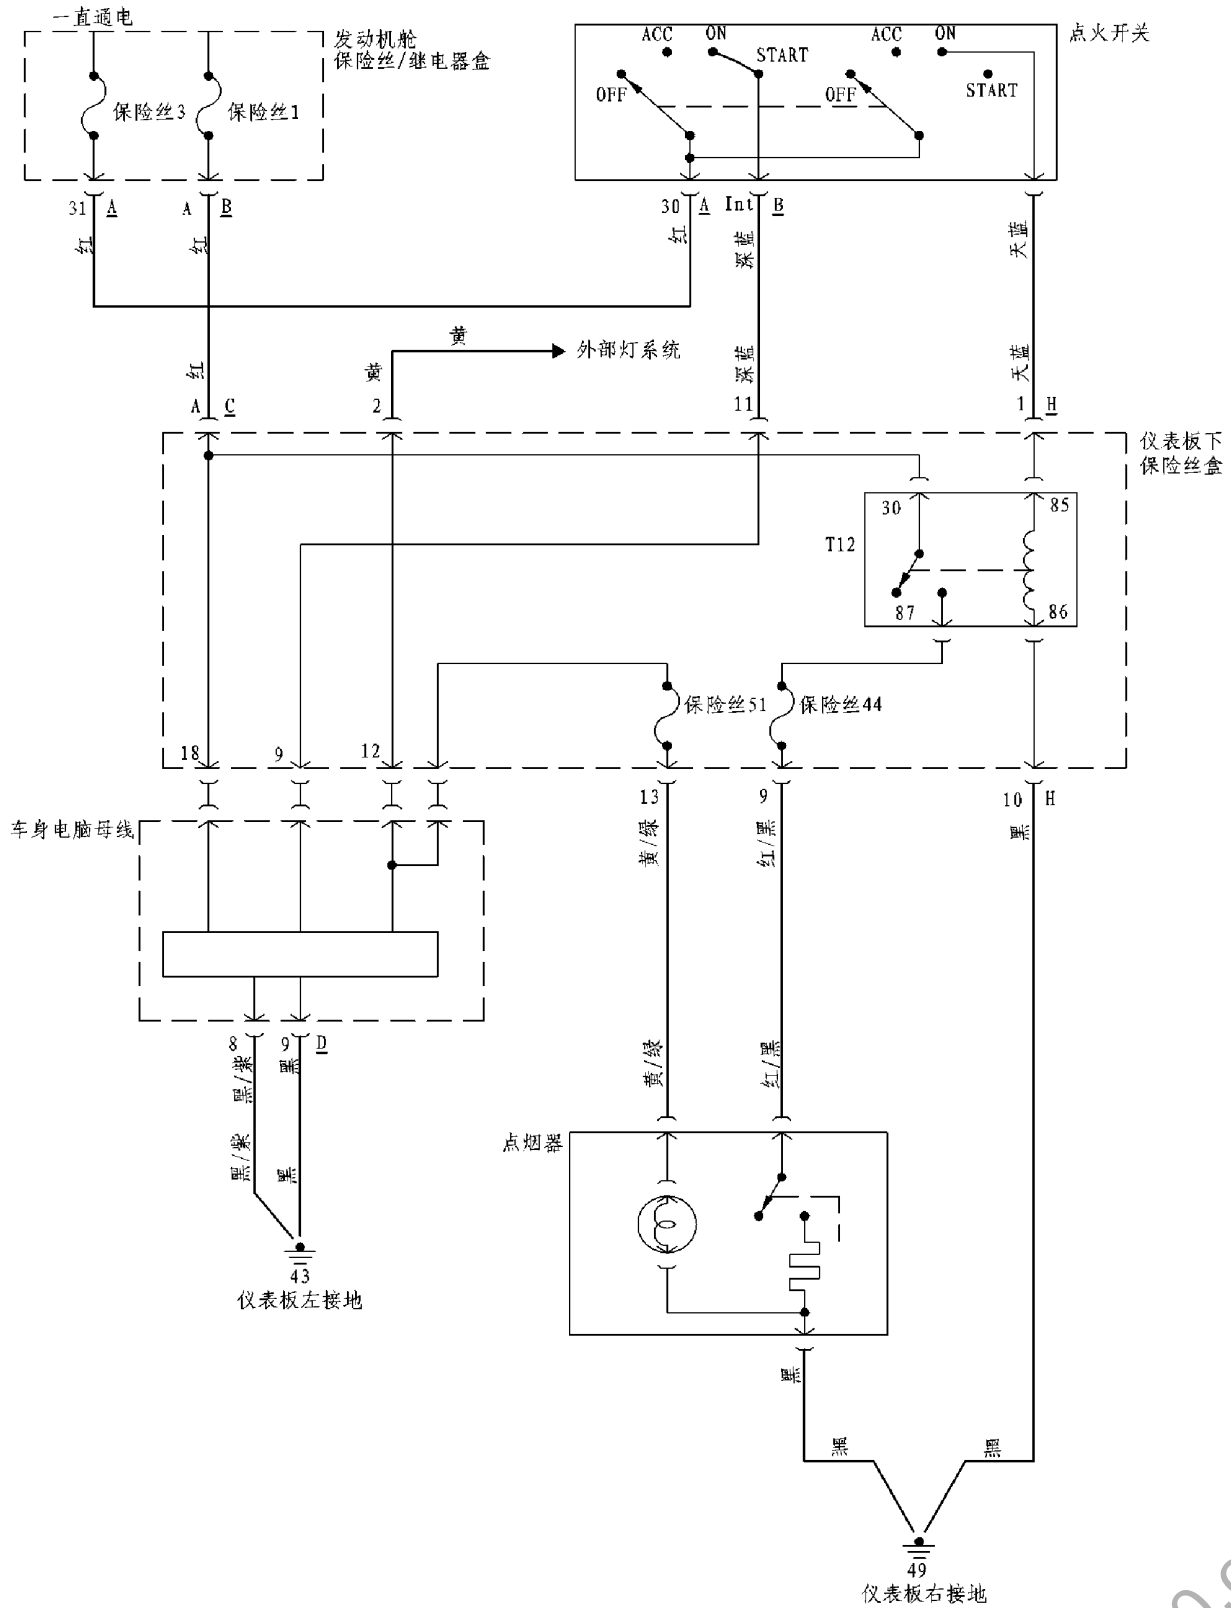 一直通电
发动机舱
保险丝/继电器盒
保险丝3
保险丝1
点火开关
ACC
ON
START
OFF
ACC
ON
START
OFF
31
A
A
B
30
A
Int
B
红
红
红
深蓝
天蓝
黄
外部灯系统
红
黄
深蓝
天蓝
A
C
2
11
1
H
仪表板下
保险丝盒
30
85
T12
87
86
保险丝51
保险丝44
18
9
12
13
9
10
H
车身电脑母线
黄/绿
红/黑
黑
8
9
D
黑/紫
黑
黄/绿
红/黑
黑/紫
黑
点烟器
43
仪表板左接地
黑
黑
黑
49
仪表板右接地